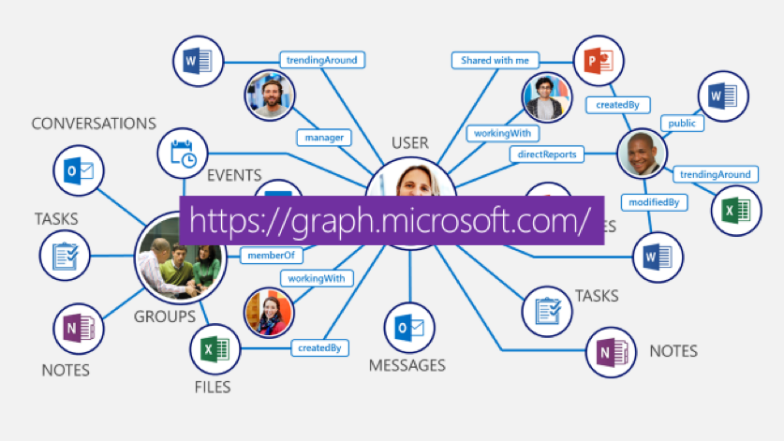 trendingAround
Shared with me
createdBy
public
CONVERSATIONS
manager
USER
workingWith
directReports
EVENTS
trendingAround
TASKS
https://graph.microsoft.com/
modifiedBy
memberOf
workingWith
TASKS
GROUPS
createdBy
NOTES
FILES
MESSAGES
NOTES
W
P
W
O
X
W
N
X
O
N